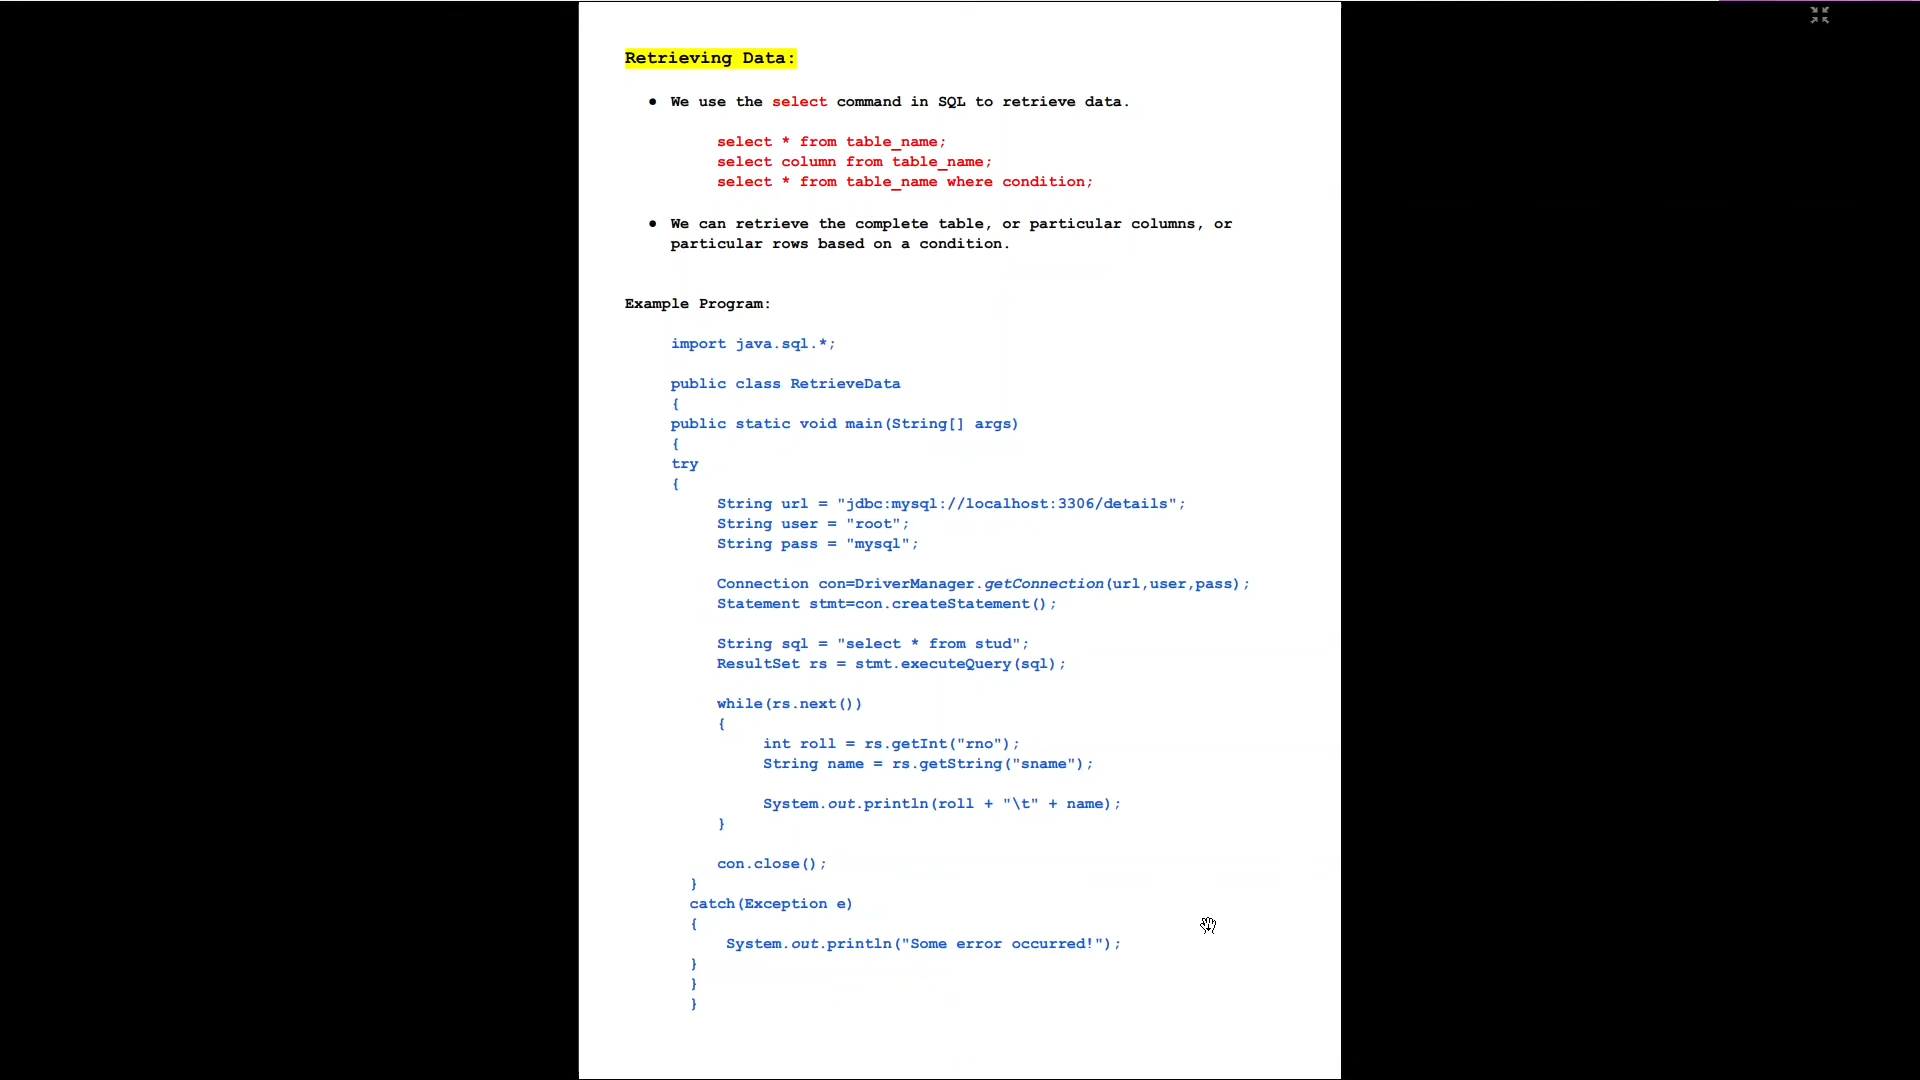 Retrieving Data:
● We use the select command in SQL to retrieve data.
select * from table_name;
select column from table_name;
select * from table_name where condition;
● We can retrieve the complete table, or particular columns, or
particular rows based on a condition.
Example Program:
import java.sql.*;
public class RetrieveData
{
public static void main(String[] args)
{
try
{
String url = "jdbc:mysql://localhost:3306/details";
String user = "root";
String pass = "mysql";
Connection con=DriverManager.getConnection(url,user,pass);
Statement stmt=con.createStatement();
String sql = "select * from stud";
ResultSet rs = stmt.executeQuery(sql);
while(rs.next())
{
int roll = rs.getInt("rno");
String name = rs.getString("sname");
System.out.println(roll + "\t" + name);
}
con.close();
}
catch(Exception e)
{
System.out.println("Some error occurred!");
}
}
}